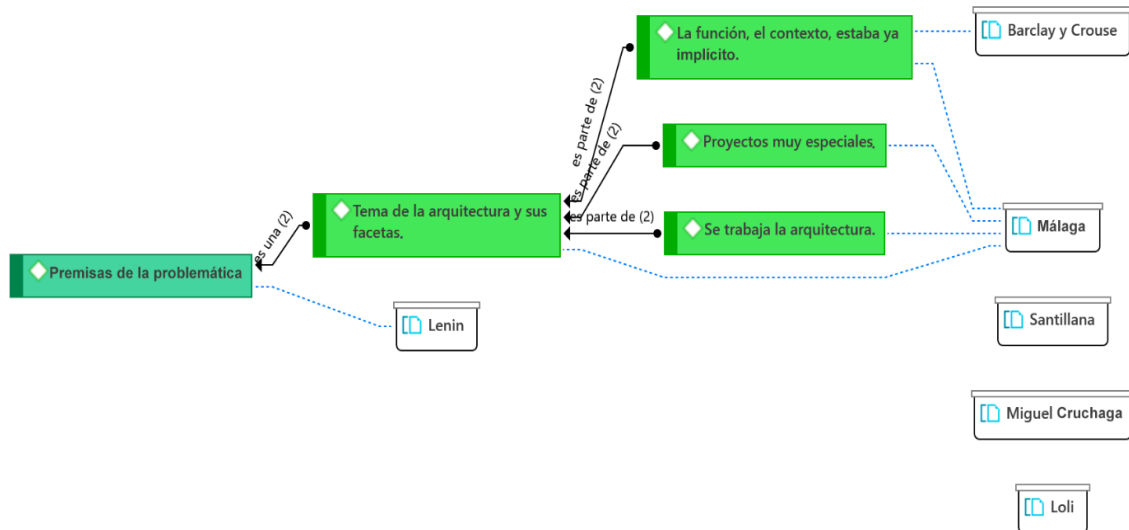 La función, el contexto, estaba ya
implícito.
Barclay y Crouse
es parte de (2)
Proyectos muy especiales.
es parte de (2)
Tema de la arquitectura y sus
facetas.
es parte de (2)
Se trabaja la arquitectura.
Málaga
es una (2)
Premisas de la problemática
Lenin
Santillana
Miguel Cruchaga
Loli